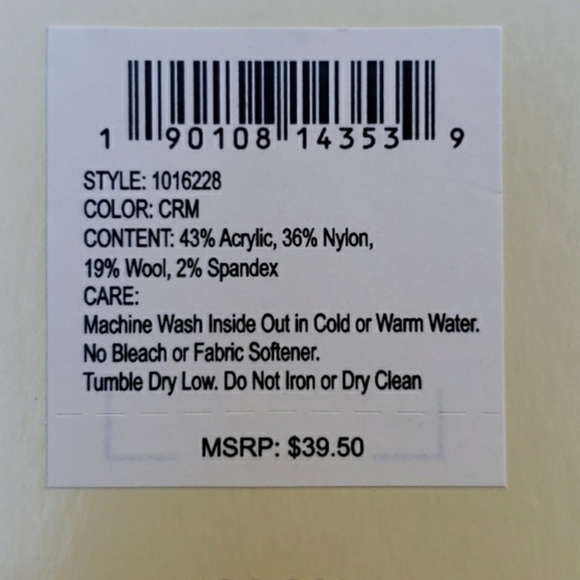 1 90108 14353 9
STYLE: 1016228
COLOR: CRM
CONTENT: 43% Acrylic, 36% Nylon,
19% Wool, 2% Spandex
CARE:
Machine Wash Inside Out in Cold or Warm Water.
No Bleach or Fabric Softener.
Tumble Dry Low. Do Not Iron or Dry Clean
MSRP: $39.50